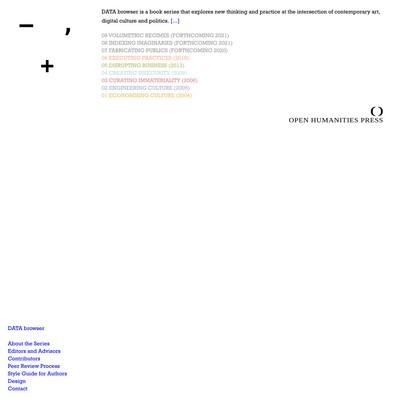 – ,
+
DATA browser is a book series that explores new thinking and practice at the intersection of contemporary art,
digital culture and politics. [...]
09 VOLUMETRIC REGIMES (FORTHCOMING 2021)
08 INDEXING IMAGINARIES (FORTHCOMING 2021)
07 FABRICATING PUBLICS (FORTHCOMING 2020)
06 EXECUTING PRACTICES (2018)
05 DISRUPTING BUSINESS (2013)
04 CREATING INSECURITY (2009)
03 CURATING IMMATERIALITY (2006)
02 ENGINEERING CULTURE (2005)
01 ECONOMISING CULTURE (2004)
OPEN HUMANITIES PRESS
DATA browser
About the Series
Editors and Advisors
Contributors
Peer Review Process
Style Guide for Authors
Design
Contact